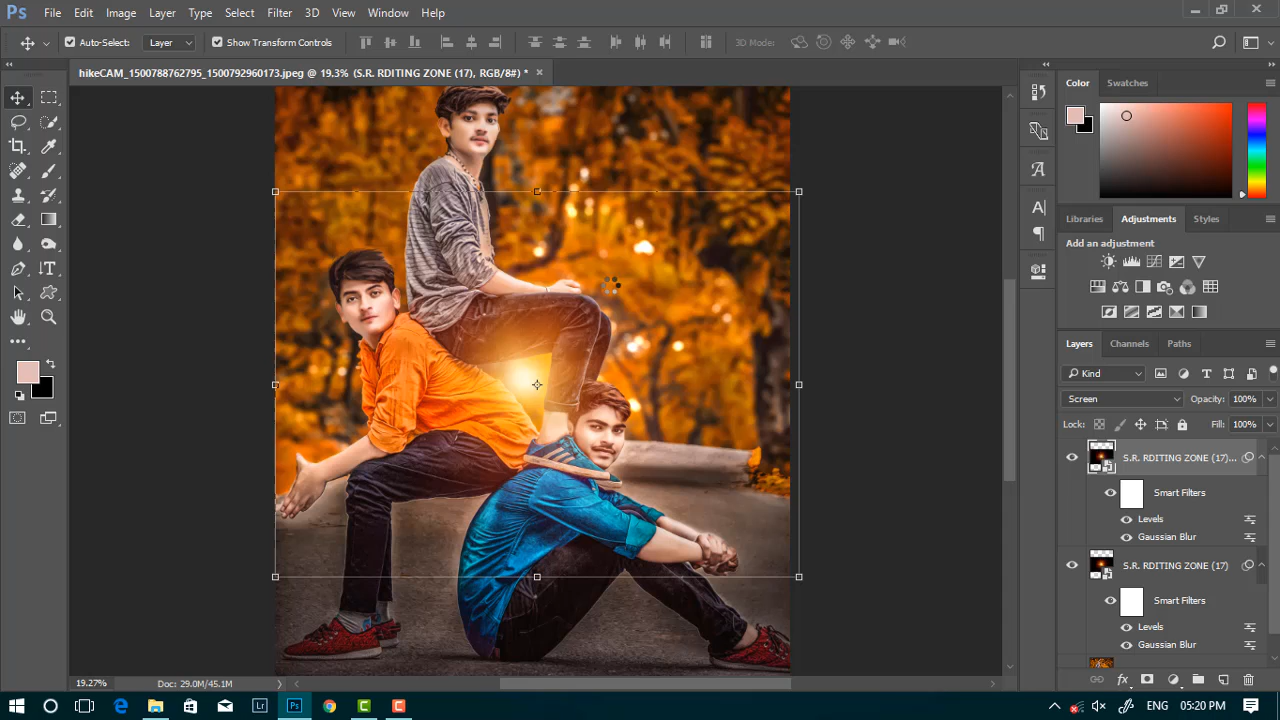 Ps File Edit Image Layer Type Select Filter 3D View Window Help
Auto-Select: Layer Show Transform Controls 3D Mode:
hikeCAM_1500788762795_1500792960173.jpeg @ 19.3% (S.R. RDITING ZONE (17), RGB/8#) * ×
Color Swatches
Libraries Adjustments Styles
Add an adjustment
Layers Channels Paths
Kind
Screen Opacity: 100%
Lock: Fill: 100%
S.R. RDITING ZONE (17)...
Smart Filters
Levels
Gaussian Blur
S.R. RDITING ZONE (17)
Smart Filters
Levels
Gaussian Blur
19.27% Doc: 29.0M/45.1M
Lr Ps ENG 05:20 PM